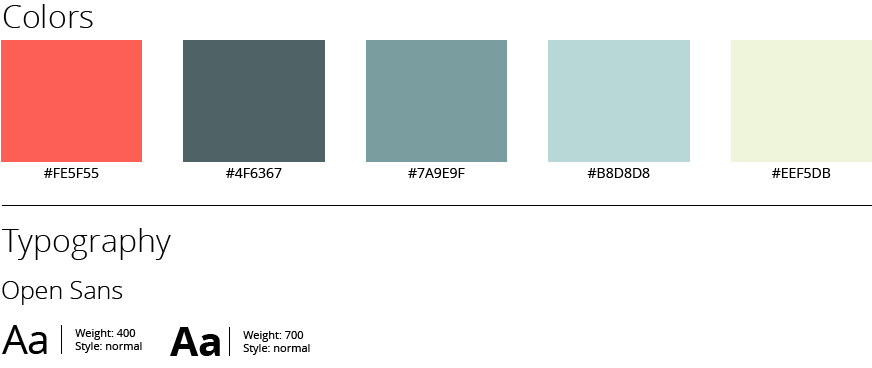 Colors
#FE5F55 #4F6367 #7A9E9F #B8D8D8 #EEF5DB
Typography
Open Sans
Aa Weight: 400 Aa Weight: 700
Style: normal Style: normal